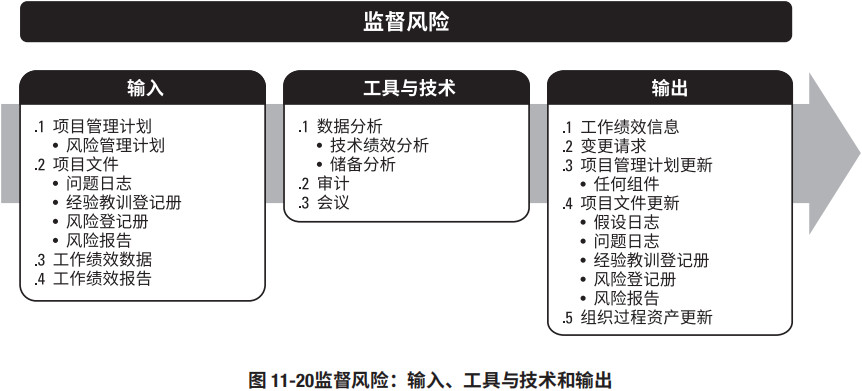 监督风险
输入
.1 项目管理计划
• 风险管理计划
.2 项目文件
• 问题日志
• 经验教训登记册
• 风险登记册
• 风险报告
.3 工作绩效数据
.4 工作绩效报告
工具与技术
.1 数据分析
• 技术绩效分析
• 储备分析
.2 审计
.3 会议
输出
.1 工作绩效信息
.2 变更请求
.3 项目管理计划更新
• 任何组件
.4 项目文件更新
• 假设日志
• 问题日志
• 经验教训登记册
• 风险登记册
• 风险报告
.5 组织过程资产更新
图 11-20监督风险：输入、工具与技术和输出